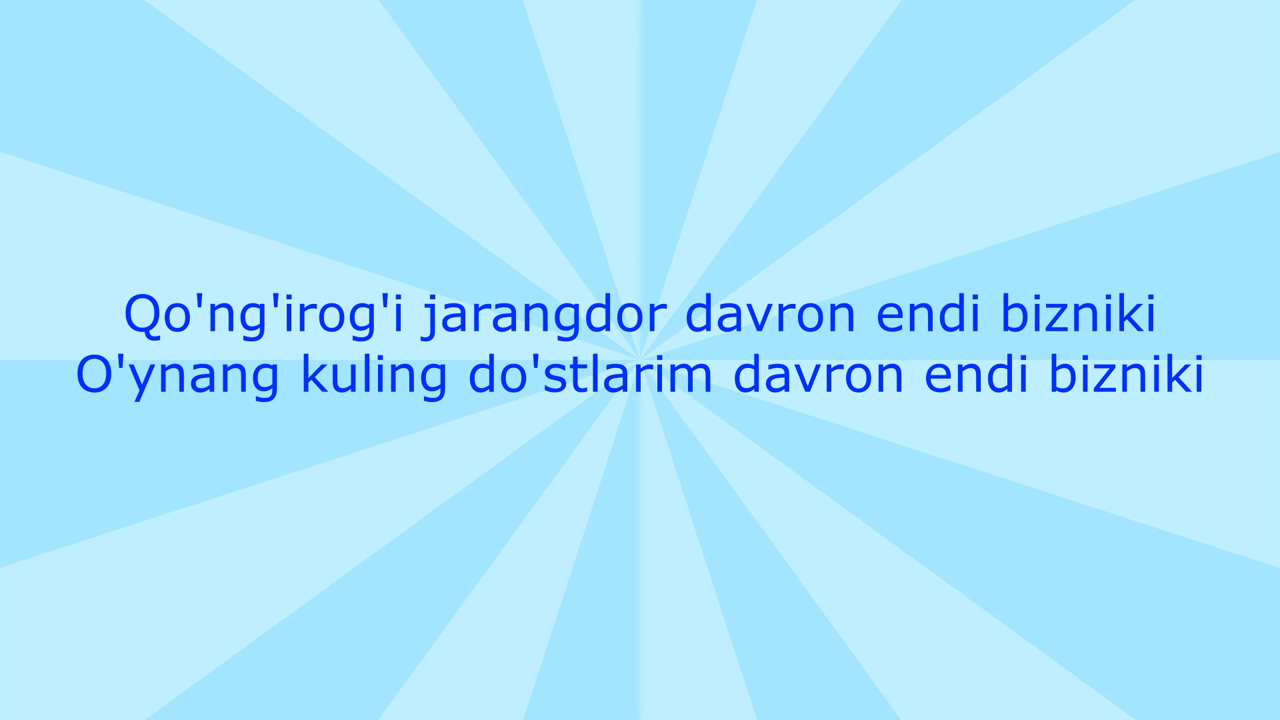 Qo'ng'irog'i jarangdor davron endi bizniki
O'ynang kuling do'stlarim davron endi bizniki